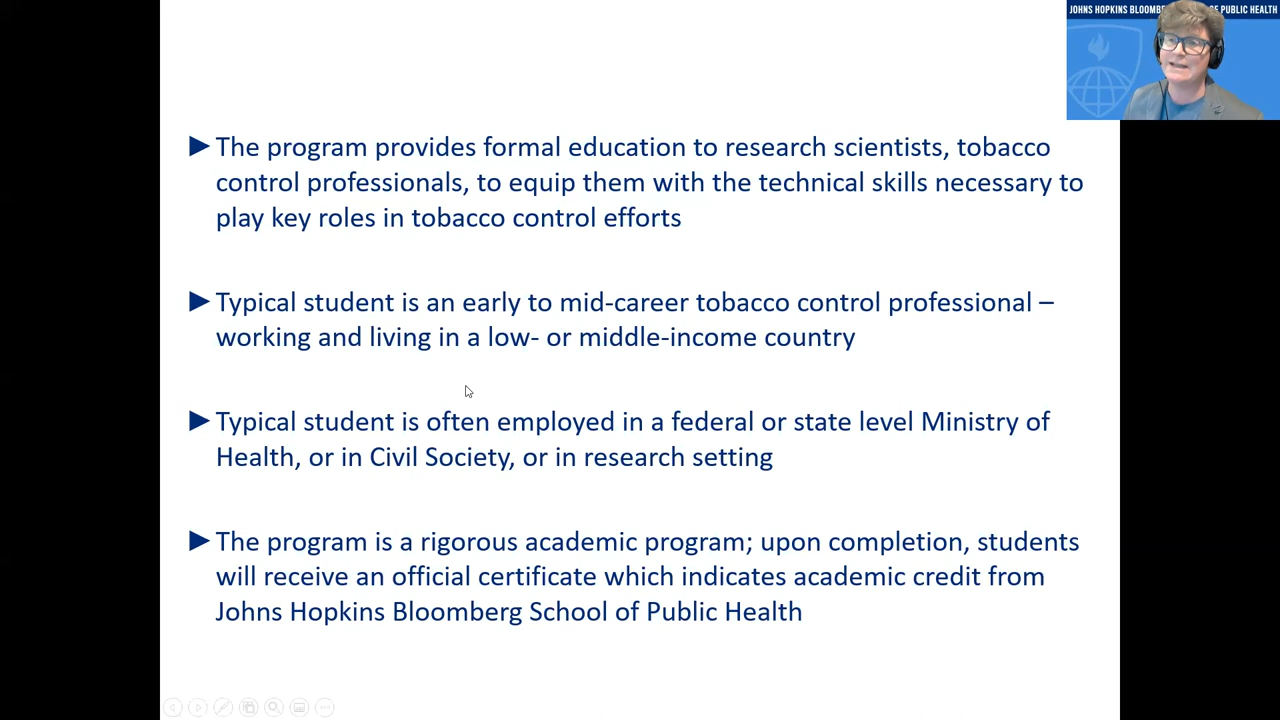 JOHNS HOPKINS BLOOMB OF PUBLIC HEALTH
►The program provides formal education to research scientists, tobacco
control professionals, to equip them with the technical skills necessary to
play key roles in tobacco control efforts
►Typical student is an early to mid-career tobacco control professional –
working and living in a low- or middle-income country
►Typical student is often employed in a federal or state level Ministry of
Health, or in Civil Society, or in research setting
►The program is a rigorous academic program; upon completion, students
will receive an official certificate which indicates academic credit from
Johns Hopkins Bloomberg School of Public Health